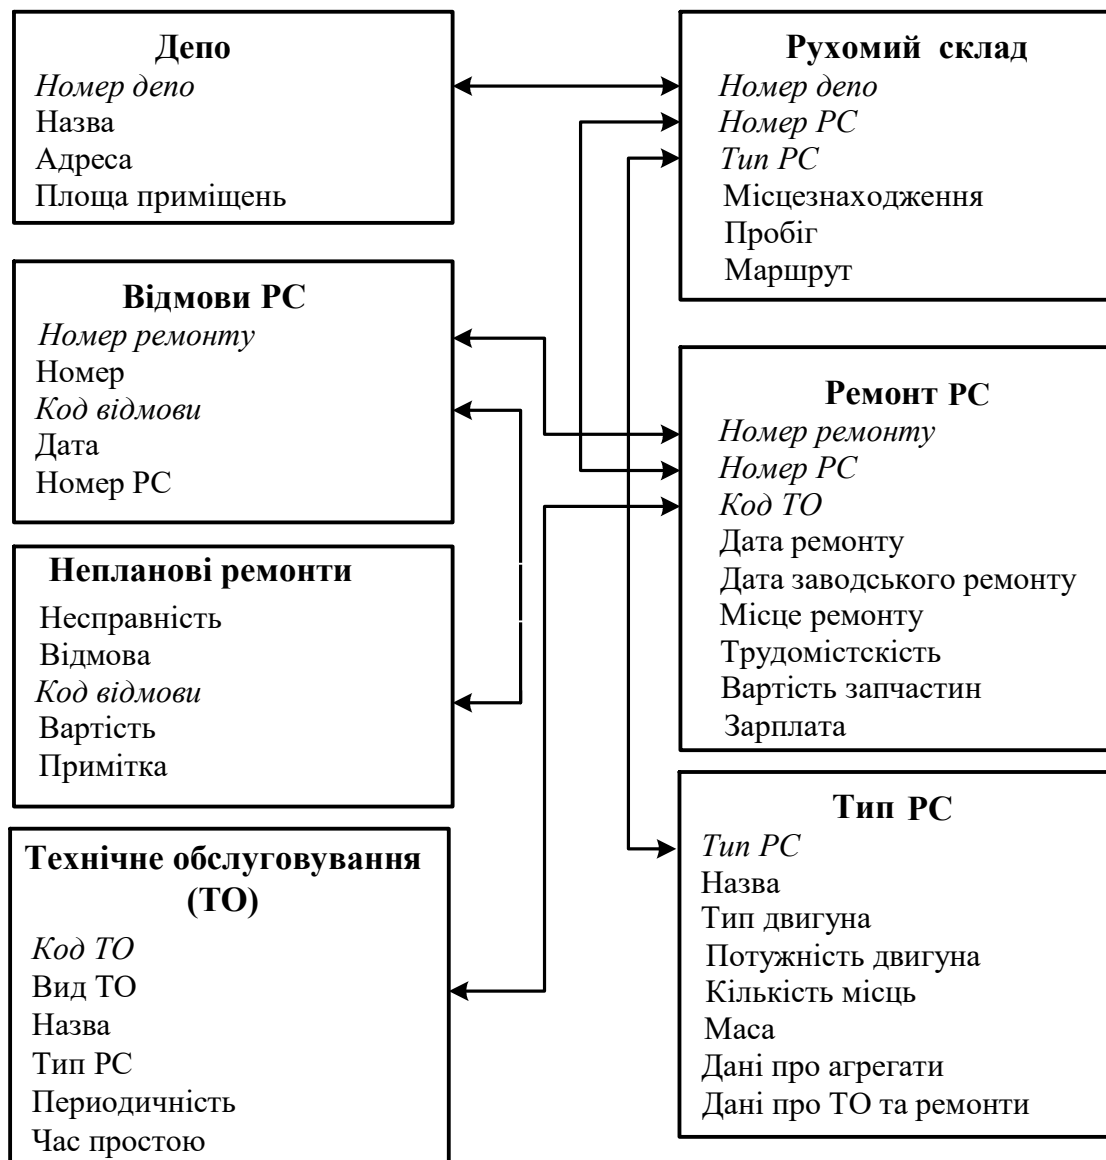 Депо
Номер депо
Назва
Адреса
Площа приміщень
Рухомий склад
Номер депо
Номер РС
Тип РС
Місцезнаходження
Пробіг
Маршрут
Відмови РС
Номер ремонту
Номер
Код відмови
Дата
Номер РС
Ремонт РС
Номер ремонту
Номер РС
Код ТО
Дата ремонту
Дата заводського ремонту
Місце ремонту
Трудомістскість
Вартість запчастин
Зарплата
Непланові ремонти
Несправність
Відмова
Код відмови
Вартість
Примітка
Технічне обслуговування
(ТО)
Код ТО
Вид ТО
Назва
Тип РС
Периодичність
Час простою
Тип РС
Тип РС
Назва
Тип двигуна
Потужність двигуна
Кількість місць
Маса
Дані про агрегати
Дані про ТО та ремонти